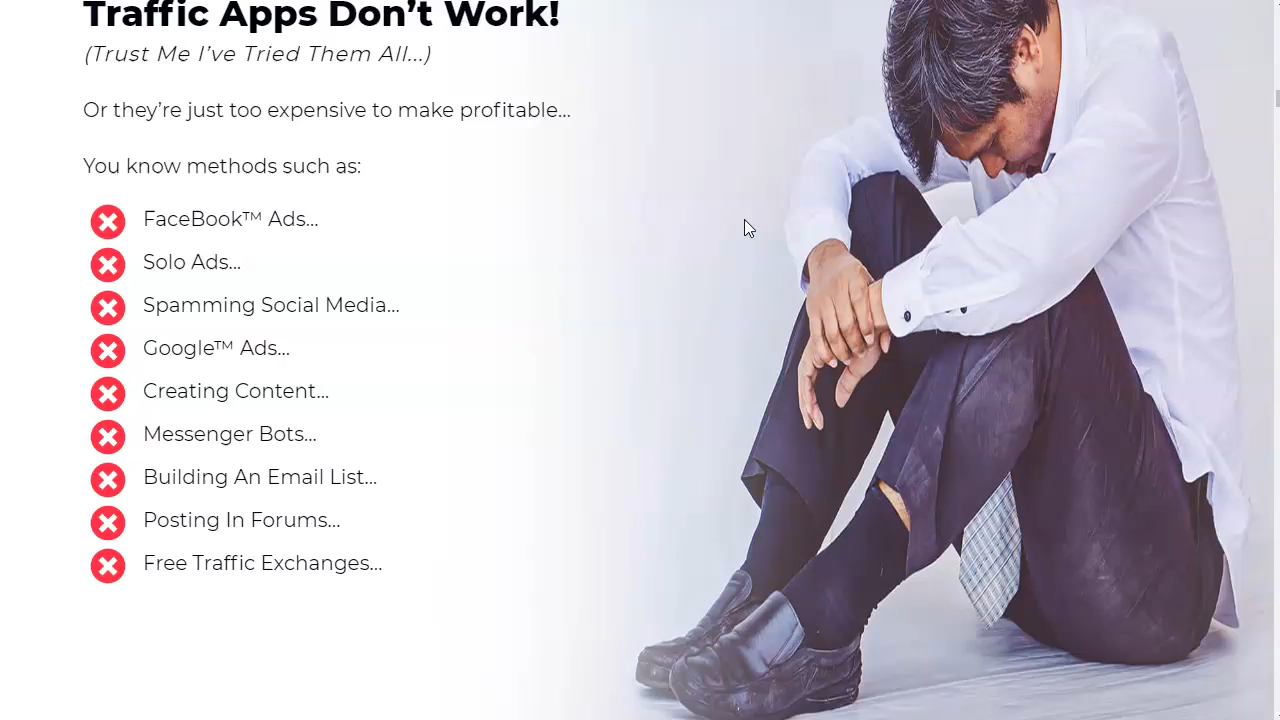 Traffic Apps Don’t Work!
(Trust Me I’ve Tried Them All...)
Or they’re just too expensive to make profitable...
You know methods such as:
FaceBook™ Ads...
Solo Ads...
Spamming Social Media...
Google™ Ads...
Creating Content...
Messenger Bots...
Building An Email List...
Posting In Forums...
Free Traffic Exchanges...